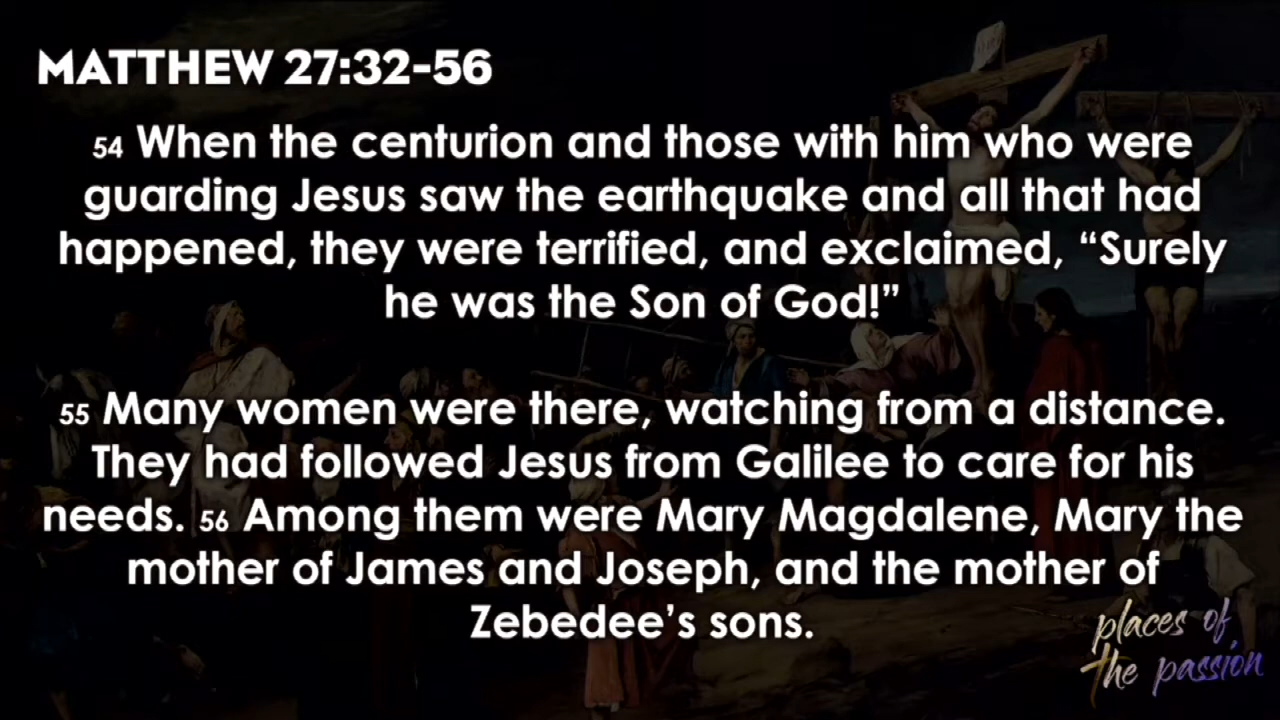 MATTHEW 27:32-56
54 When the centurion and those with him who were
guarding Jesus saw the earthquake and all that had
happened, they were terrified, and exclaimed, “Surely
he was the Son of God!”
55 Many women were there, watching from a distance.
They had followed Jesus from Galilee to care for his
needs. 56 Among them were Mary Magdalene, Mary the
mother of James and Joseph, and the mother of
Zebedee’s sons.
places of
the passion